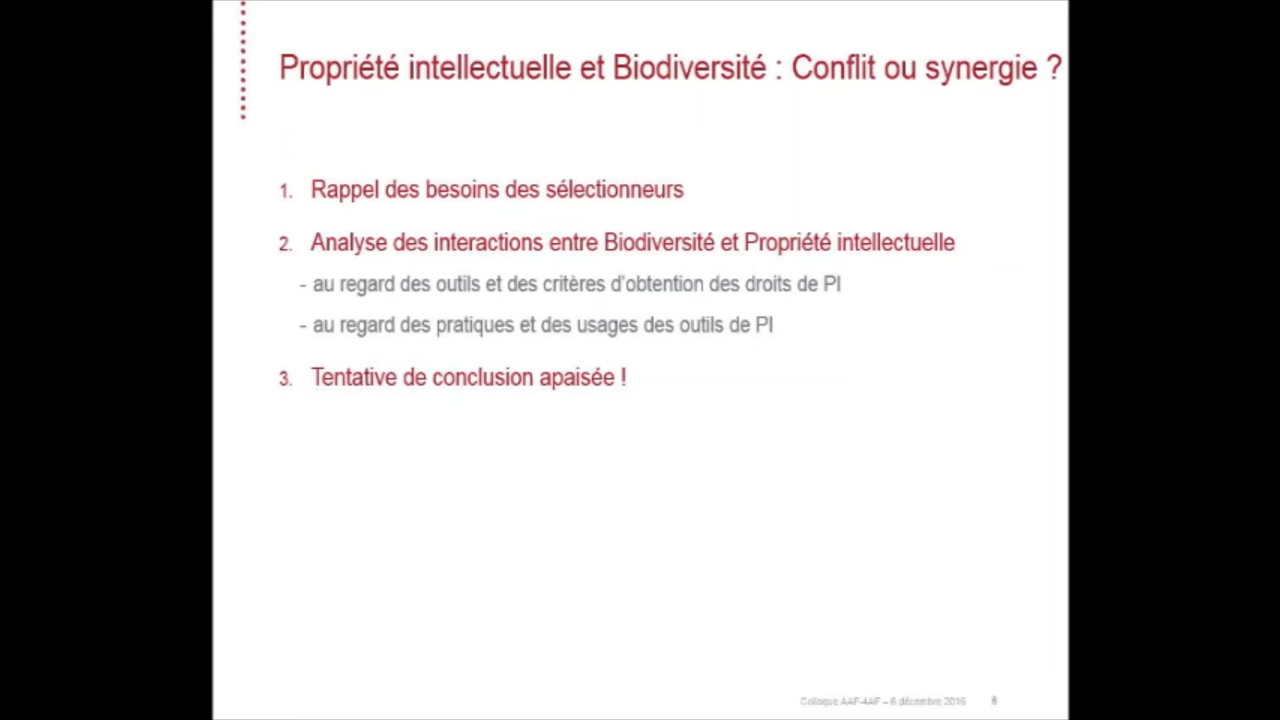 Propriété intellectuelle et Biodiversité : Conflit ou synergie ?
1. Rappel des besoins des sélectionneurs
2. Analyse des interactions entre Biodiversité et Propriété intellectuelle
- au regard des outils et des critères d'obtention des droits de PI
- au regard des pratiques et des usages des outils de PI
3. Tentative de conclusion apaisée !
Colloque AAF-4AF – 6 décembre 2016 6